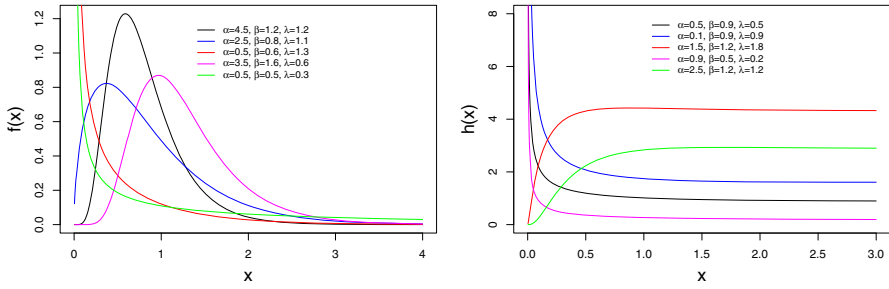 α=4.5, β=1.2, λ=1.2
α=2.5, β=0.8, λ=1.1
α=0.5, β=0.6, λ=1.3
α=3.5, β=1.6, λ=0.6
α=0.5, β=0.5, λ=0.3
f(x)
0.0 0.2 0.4 0.6 0.8 1.0 1.2
0 1 2 3 4
x
α=0.5, β=0.9, λ=0.5
α=0.1, β=0.9, λ=0.9
α=1.5, β=1.2, λ=1.8
α=0.9, β=0.5, λ=0.2
α=2.5, β=1.2, λ=1.2
h(x)
0 2 4 6 8
0.0 0.5 1.0 1.5 2.0 2.5 3.0
x